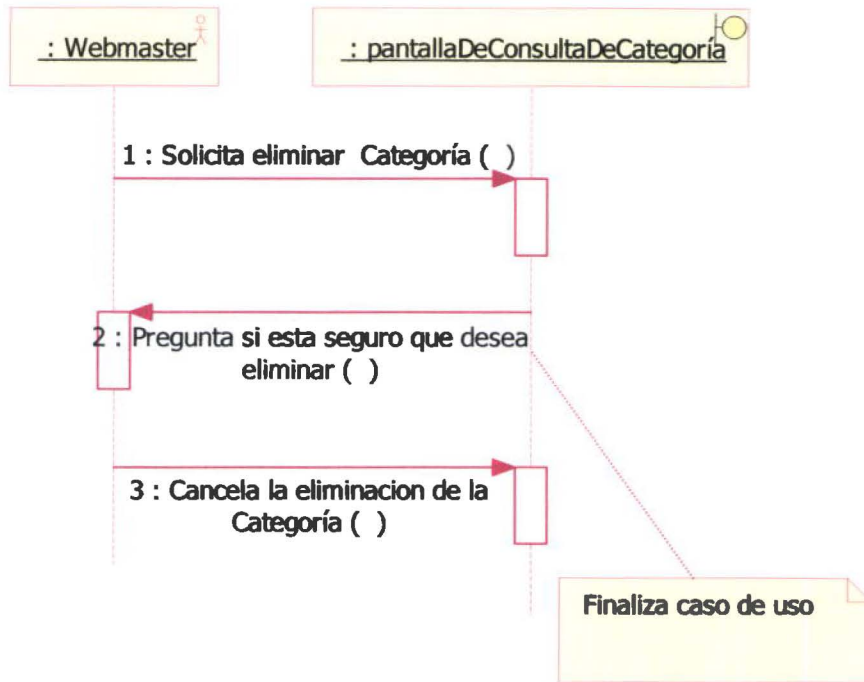 : Webmaster
: pantallaDeConsultaDeCategoría
1 : Solicita eliminar Categoría ( )
2 : Pregunta si esta seguro que desea
eliminar ( )
3 : Cancela la eliminacion de la
Categoría ( )
Finaliza caso de uso